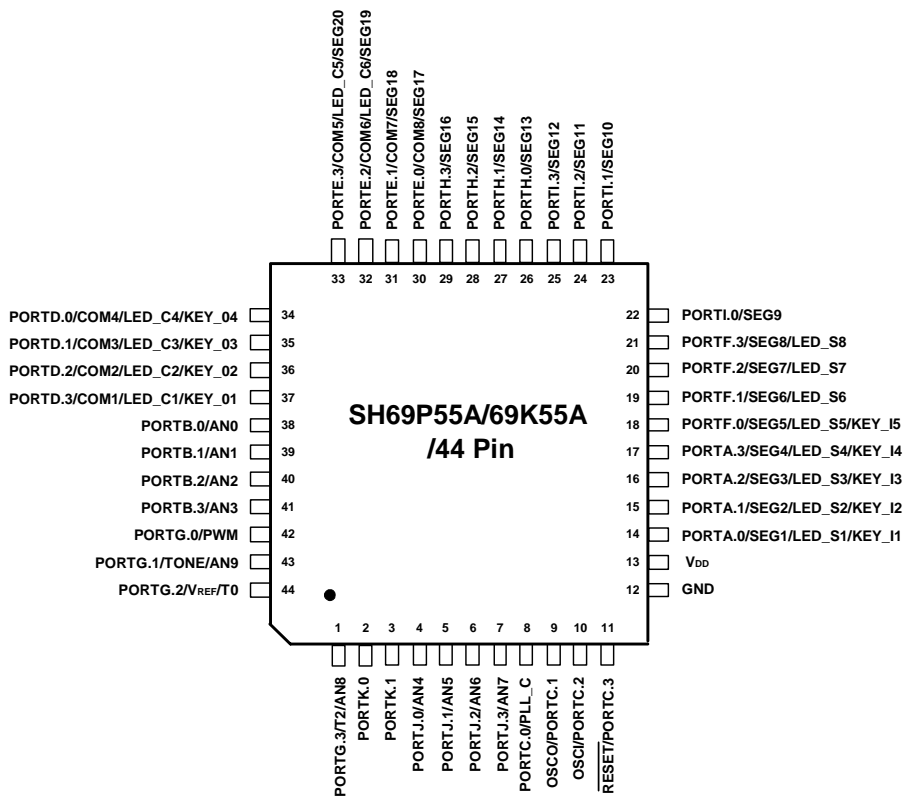 PORTE.3/COM5/LED_C5/SEG20
PORTE.2/COM6/LED_C6/SEG19
PORTE.1/COM7/SEG18
PORTE.0/COM8/SEG17
PORTH.3/SEG16
PORTH.2/SEG15
PORTH.1/SEG14
PORTH.0/SEG13
PORTI.3/SEG12
PORTI.2/SEG11
PORTI.1/SEG10
33 32 31 30 29 28 27 26 25 24 23
PORTD.0/COM4/LED_C4/KEY_04 34
PORTD.1/COM3/LED_C3/KEY_03 35
PORTD.2/COM2/LED_C2/KEY_02 36
PORTD.3/COM1/LED_C1/KEY_01 37
PORTB.0/AN0 38
PORTB.1/AN1 39
PORTB.2/AN2 40
PORTB.3/AN3 41
PORTG.0/PWM 42
PORTG.1/TONE/AN9 43
PORTG.2/VREF/T0 44
SH69P55A/69K55A
/44 Pin
22 PORTI.0/SEG9
21 PORTF.3/SEG8/LED_S8
20 PORTF.2/SEG7/LED_S7
19 PORTF.1/SEG6/LED_S6
18 PORTF.0/SEG5/LED_S5/KEY_I5
17 PORTA.3/SEG4/LED_S4/KEY_I4
16 PORTA.2/SEG3/LED_S3/KEY_I3
15 PORTA.1/SEG2/LED_S2/KEY_I2
14 PORTA.0/SEG1/LED_S1/KEY_I1
13 VDD
12 GND
1 2 3 4 5 6 7 8 9 10 11
PORTG.3/T2/AN8
PORTK.0
PORTK.1
PORTJ.0/AN4
PORTJ.1/AN5
PORTJ.2/AN6
PORTJ.3/AN7
PORTC.0/PLL_C
OSCO/PORTC.1
OSCI/PORTC.2
RESET/PORTC.3